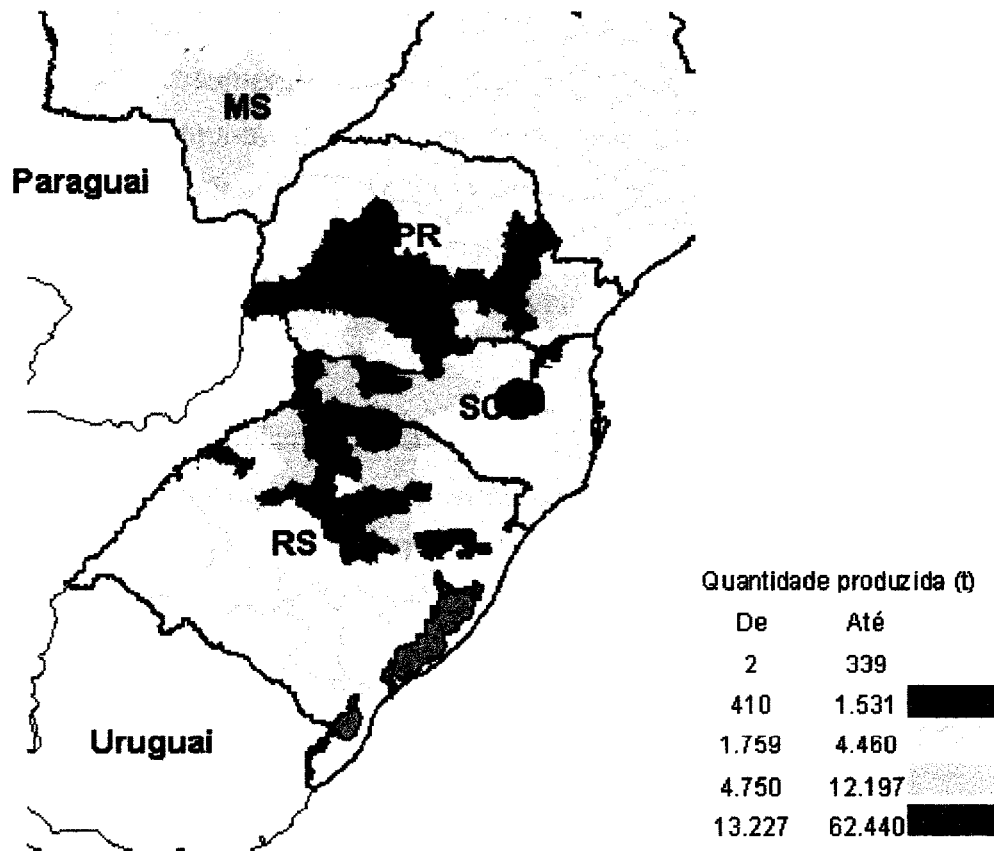 MS
Paraguai
PR
SC
RS
Uruguai
Quantidade produzida (t)
De Até
2 339
410 1.531
1.759 4.460
4.750 12.197
13.227 62.440